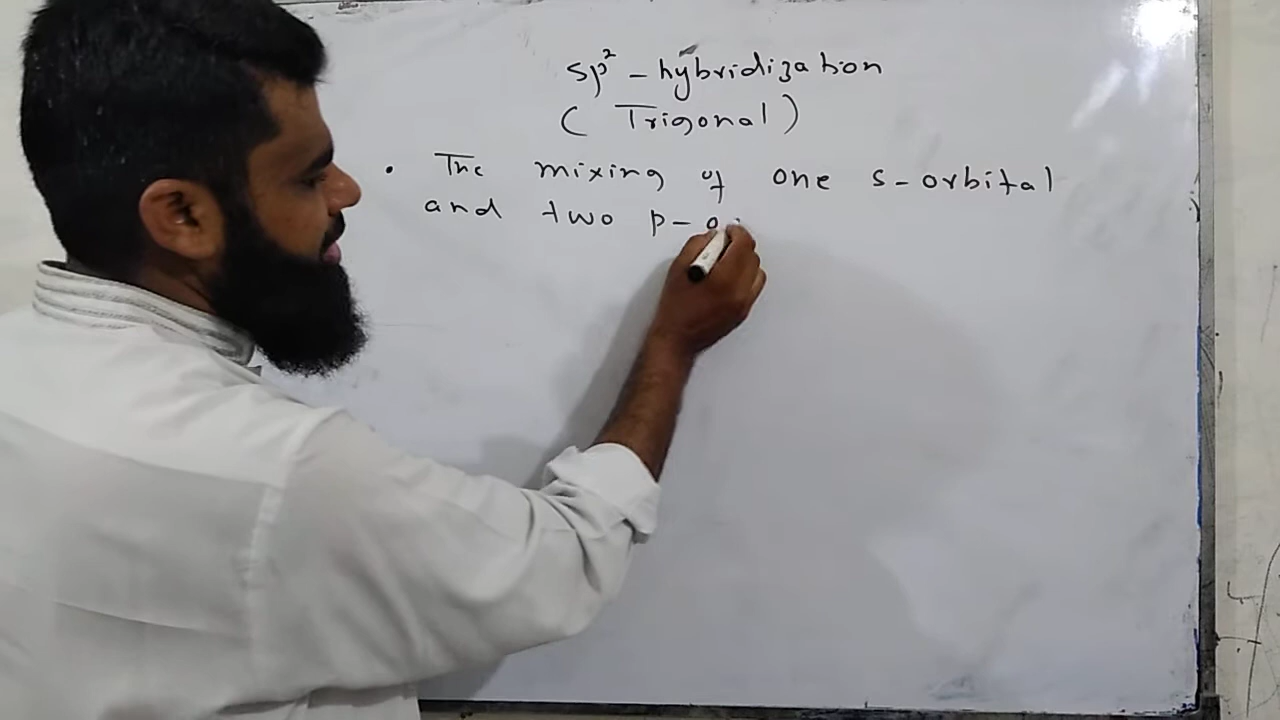 sp² - hybridization
( Trigonal )
• The mixing of one s-orbital
and two p-